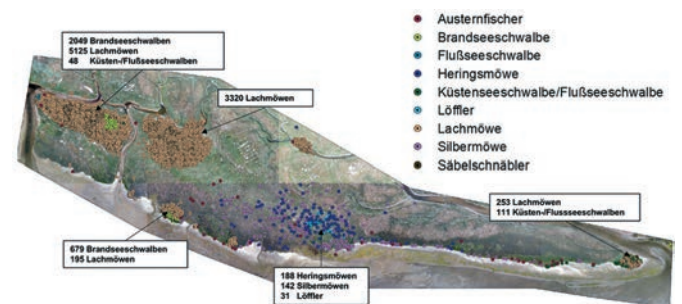 2049 Brandseeschwalben
5125 Lachmöwen
48 Küsten-/Flußseeschwalben
3320 Lachmöwen
Austernfischer
Brandseeschwalbe
Flußseeschwalbe
Heringsmöwe
Küstenseeschwalbe/Flußseeschwalbe
Löffler
Lachmöwe
Silbermöwe
Säbelschnäbler
253 Lachmöwen
111 Küsten-/Flussseeschwalben
679 Brandseeschwalben
195 Lachmöwen
188 Heringsmöwen
142 Silbermöwen
31 Löffler